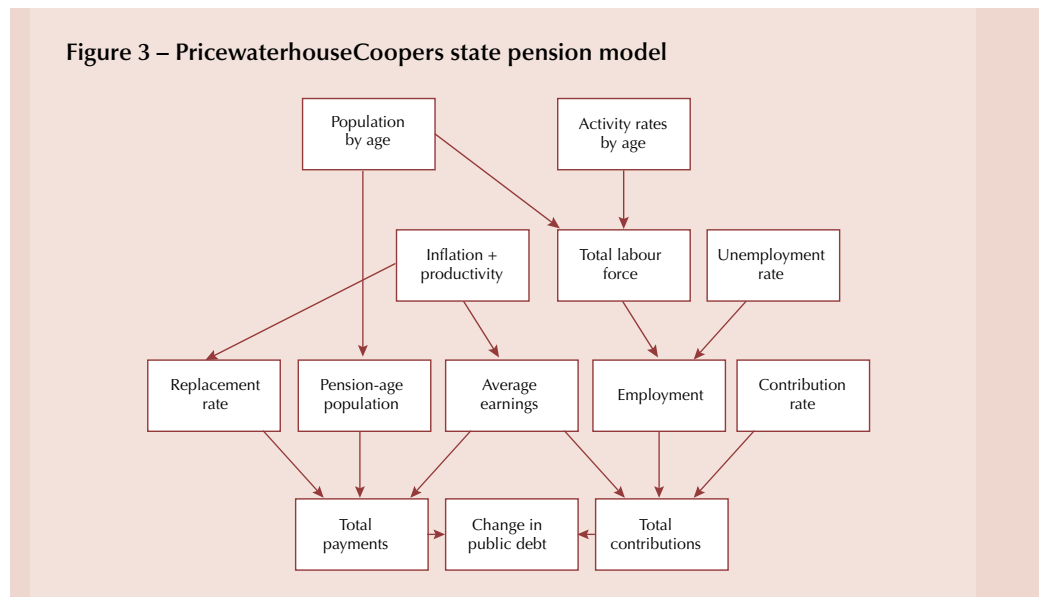 Figure 3 – PricewaterhouseCoopers state pension model
Population
by age
Activity rates
by age
Inflation +
productivity
Total labour
force
Unemployment
rate
Replacement
rate
Pension-age
population
Average
earnings
Employment
Contribution
rate
Total
payments
Change in
public debt
Total
contributions